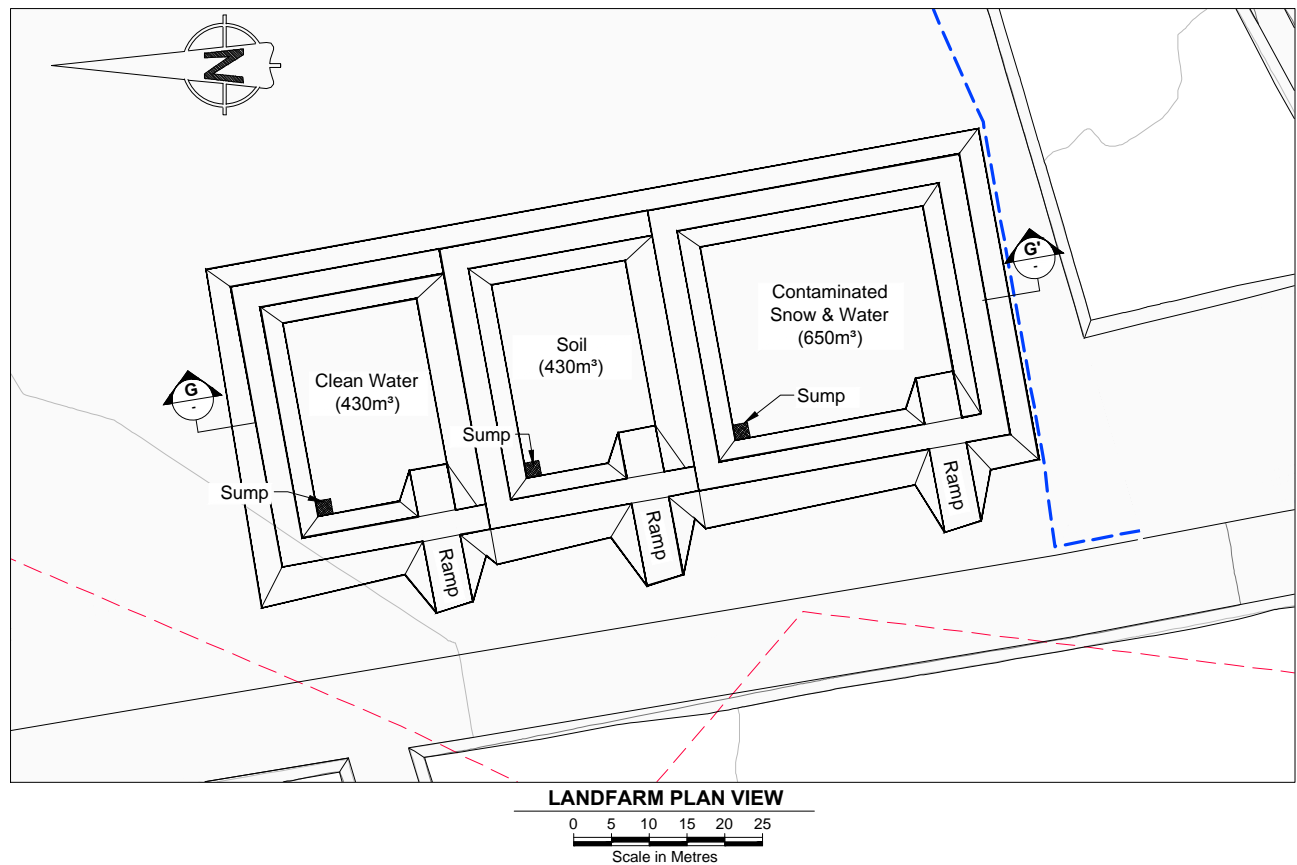 N
G'
-
Contaminated
Snow & Water
(650m³)
Soil
(430m³)
Clean Water
(430m³)
G
-
Sump
Sump
Sump
Ramp
Ramp
Ramp
LANDFARM PLAN VIEW
0 5 10 15 20 25
Scale in Metres